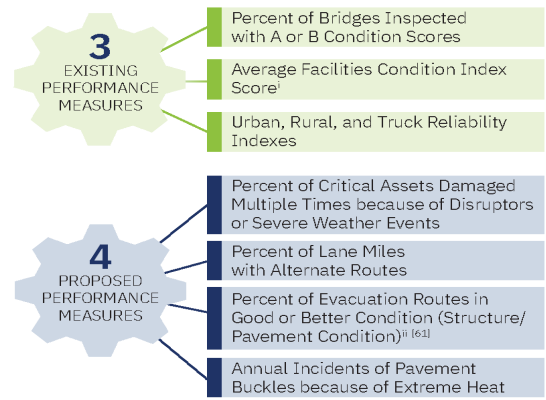 3
EXISTING
PERFORMANCE
MEASURES
Percent of Bridges Inspected
with A or B Condition Scores
Average Facilities Condition Index
Scoreⁱ
Urban, Rural, and Truck Reliability
Indexes
4
PROPOSED
PERFORMANCE
MEASURES
Percent of Critical Assets Damaged
Multiple Times because of Disruptors
or Severe Weather Events
Percent of Lane Miles
with Alternate Routes
Percent of Evacuation Routes in
Good or Better Condition (Structure/
Pavement Condition)ⁱⁱ [61]
Annual Incidents of Pavement
Buckles because of Extreme Heat